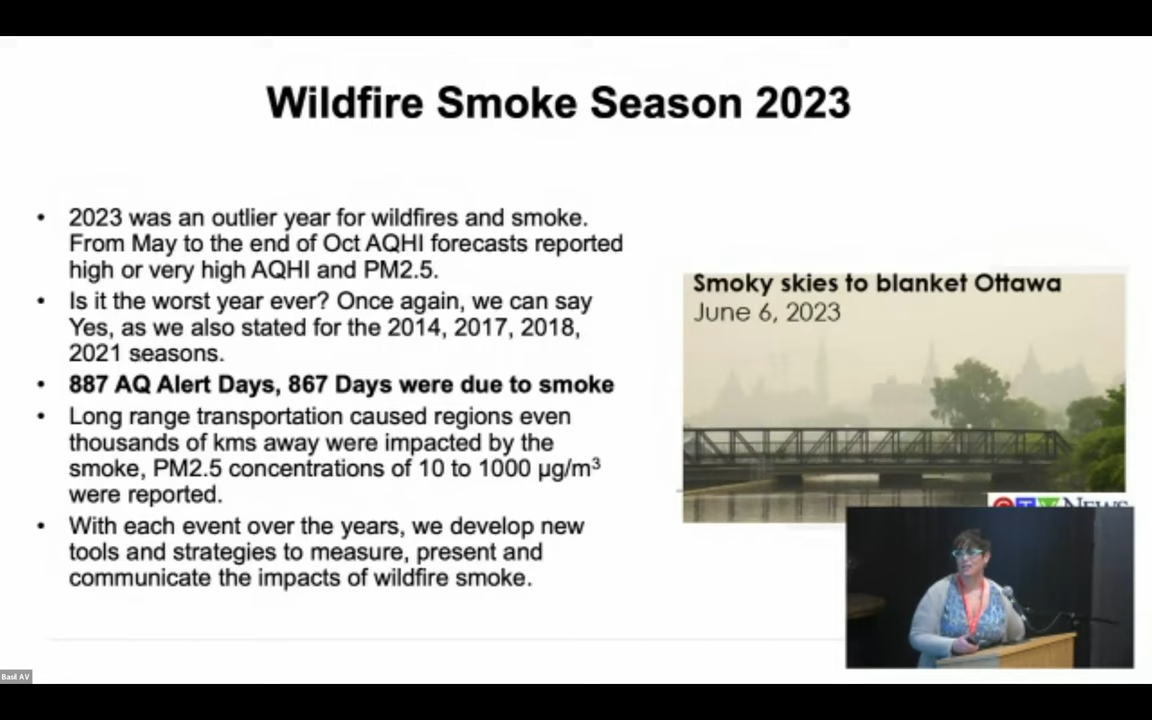 Wildfire Smoke Season 2023
• 2023 was an outlier year for wildfires and smoke.
From May to the end of Oct AQHI forecasts reported
high or very high AQHI and PM2.5.
• Is it the worst year ever? Once again, we can say
Yes, as we also stated for the 2014, 2017, 2018,
2021 seasons.
• 887 AQ Alert Days, 867 Days were due to smoke
• Long range transportation caused regions even
thousands of kms away were impacted by the
smoke, PM2.5 concentrations of 10 to 1000 µg/m³
were reported.
• With each event over the years, we develop new
tools and strategies to measure, present and
communicate the impacts of wildfire smoke.
Smoky skies to blanket Ottawa
June 6, 2023
CTV NEWS
Basil AV